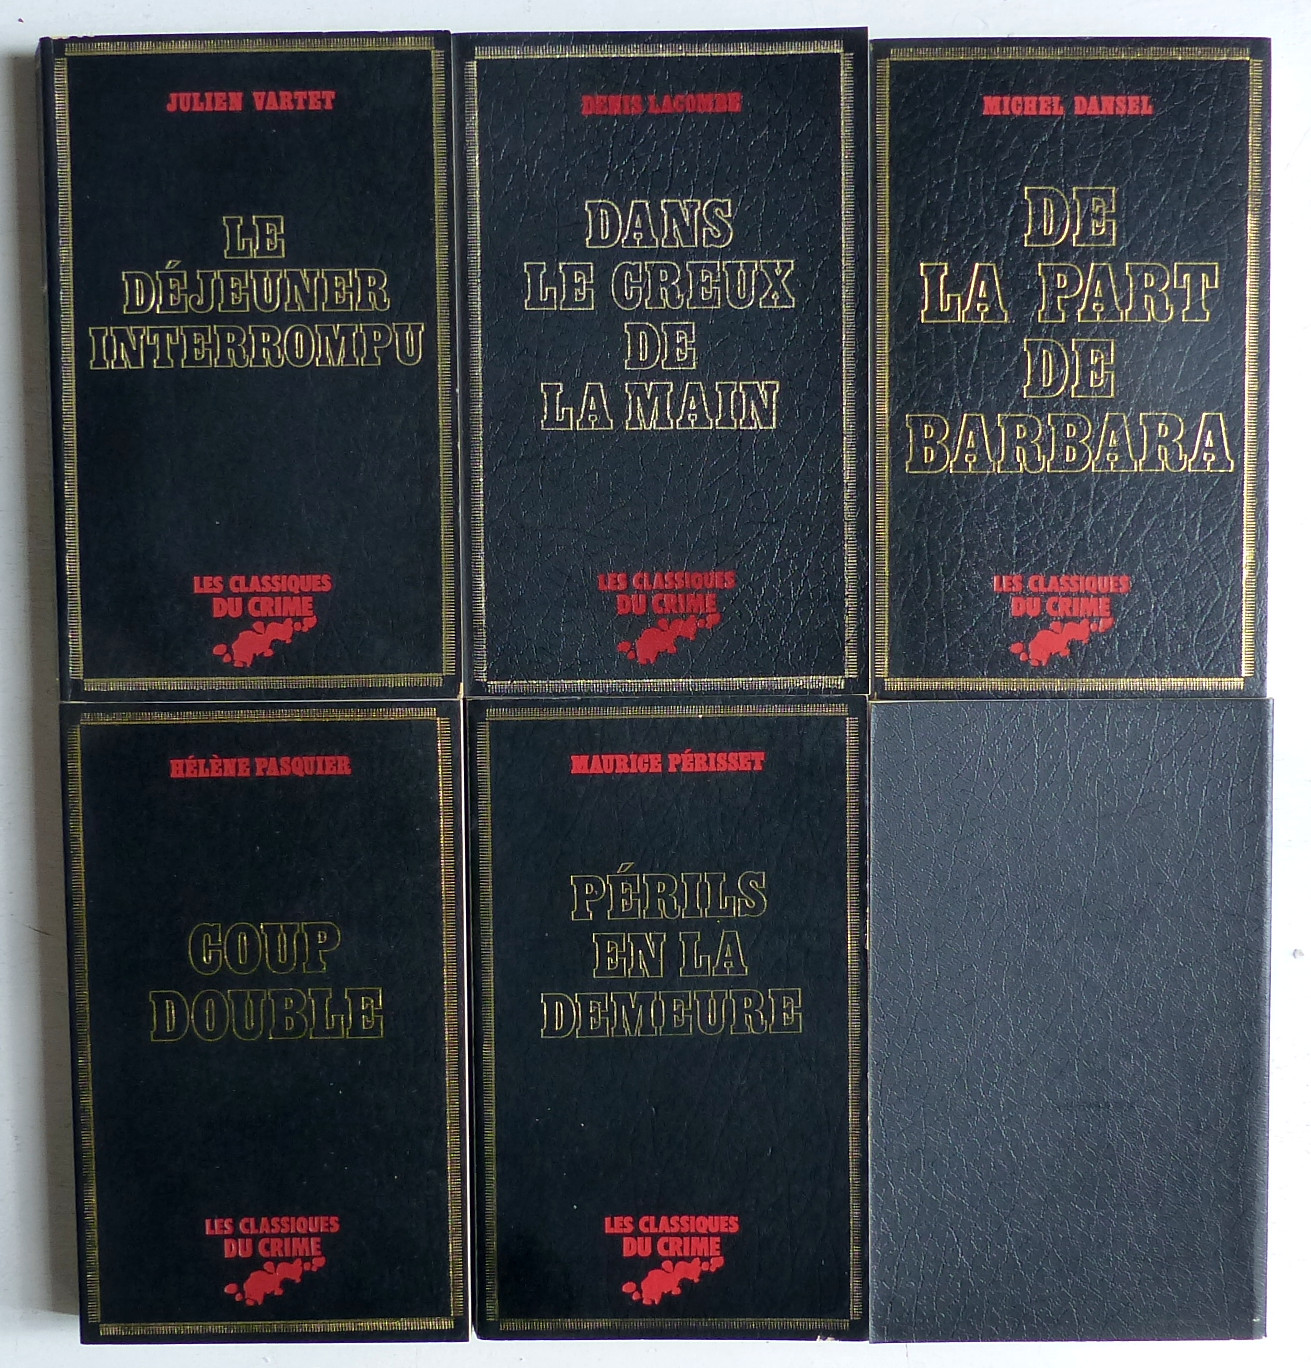 JULIEN VARTET
LE
DÉJEUNER
INTERROMPU
LES CLASSIQUES
DU CRIME
DENIS LACOMBE
DANS
LE CREUX
DE
LA MAIN
LES CLASSIQUES
DU CRIME
MICHEL DANSEL
DE
LA PART
DE
BARBARA
LES CLASSIQUES
DU CRIME
HÉLÈNE PASQUIER
COUP
DOUBLE
LES CLASSIQUES
DU CRIME
MAURICE PÉRISSET
PÉRILS
EN LA
DEMEURE
LES CLASSIQUES
DU CRIME